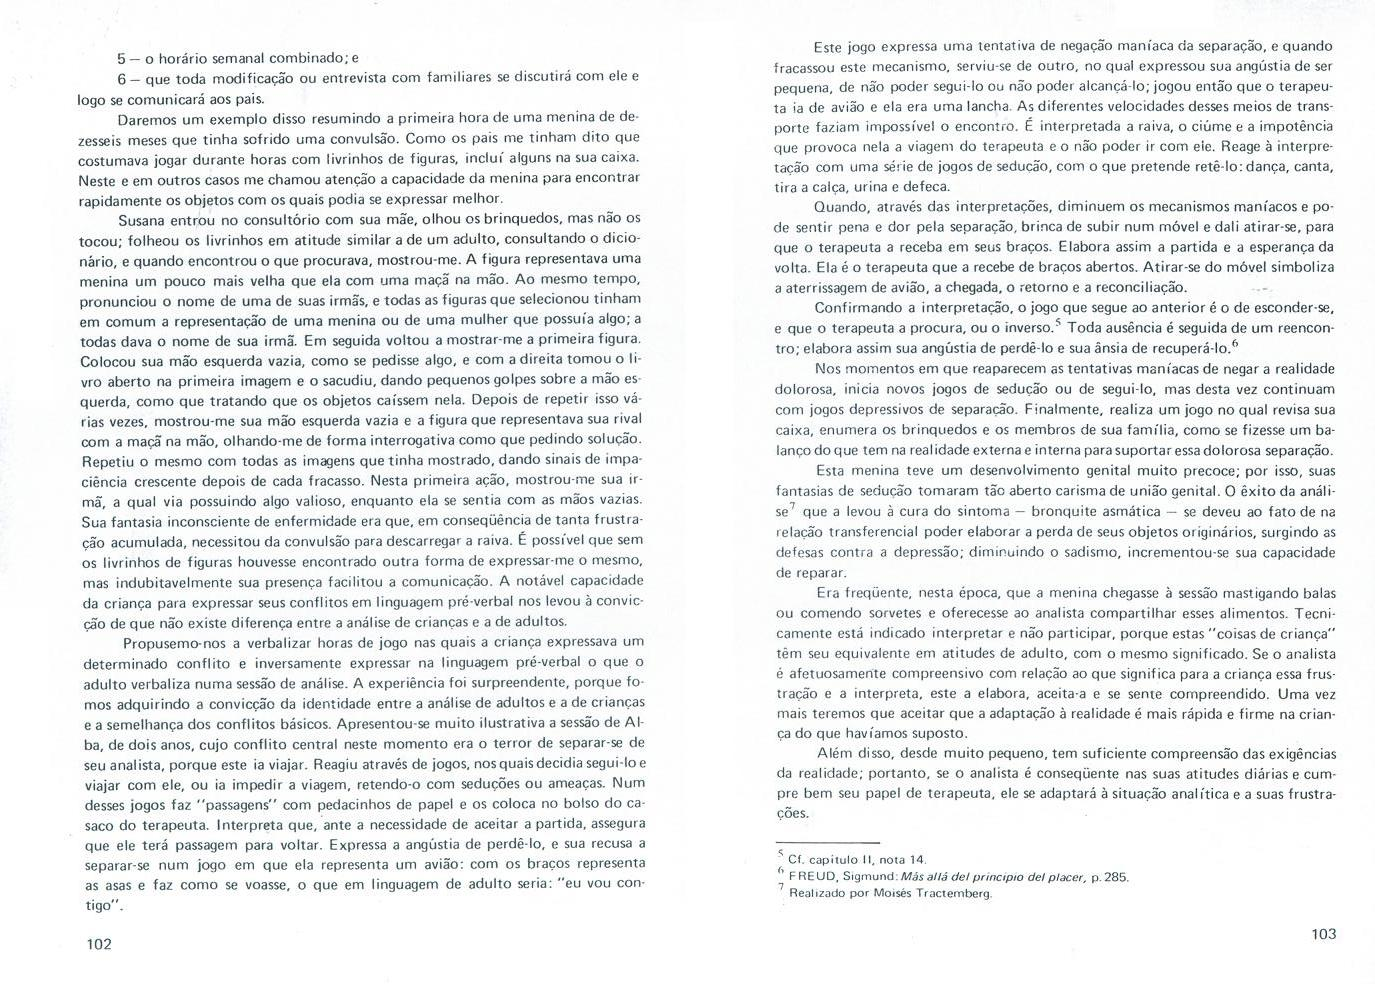 5 — o horário semanal combinado; e
6 — que toda modificação ou entrevista com familiares se discutirá com ele e
logo se comunicará aos pais.
Daremos um exemplo disso resumindo a primeira hora de uma menina de de-
zesseis meses que tinha sofrido uma convulsão. Como os pais me tinham dito que
costumava jogar durante horas com livrinhos de figuras, incluí alguns na sua caixa.
Neste e em outros casos me chamou atenção a capacidade da menina para encontrar
rapidamente os objetos com os quais podia se expressar melhor.
Susana entrou no consultório com sua mãe, olhou os brinquedos, mas não os
tocou; folheou os livrinhos em atitude similar a de um adulto, consultando o dicio-
nário, e quando encontrou o que procurava, mostrou-me. A figura representava uma
menina um pouco mais velha que ela com uma maçã na mão. Ao mesmo tempo,
pronunciou o nome de uma de suas irmãs, e todas as figuras que selecionou tinham
em comum a representação de uma menina ou de uma mulher que possuía algo; a
todas dava o nome de sua irmã. Em seguida voltou a mostrar-me a primeira figura.
Colocou sua mão esquerda vazia, como se pedisse algo, e com a direita tomou o li-
vro aberto na primeira imagem e o sacudiu, dando pequenos golpes sobre a mão es-
querda, como que tratando que os objetos caíssem nela. Depois de repetir isso vá-
rias vezes, mostrou-me sua mão esquerda vazia e a figura que representava sua rival
com a maçã na mão, olhando-me de forma interrogativa como que pedindo solução.
Repetiu o mesmo com todas as imagens que tinha mostrado, dando sinais de impa-
ciência crescente depois de cada fracasso. Nesta primeira ação, mostrou-me sua ir-
mã, a qual via possuindo algo valioso, enquanto ela se sentia com as mãos vazias.
Sua fantasia inconsciente de enfermidade era que, em conseqüência de tanta frustra-
ção acumulada, necessitou da convulsão para descarregar a raiva. É possível que sem
os livrinhos de figuras houvesse encontrado outra forma de expressar-me o mesmo,
mas indubitavelmente sua presença facilitou a comunicação. A notável capacidade
da criança para expressar seus conflitos em linguagem pré-verbal nos levou à convic-
ção de que não existe diferença entre a análise de crianças e a de adultos.
Propusemo-nos a verbalizar horas de jogo nas quais a criança expressava um
determinado conflito e inversamente expressar na linguagem pré-verbal o que o
adulto verbaliza numa sessão de análise. A experiência foi surpreendente, porque fo-
mos adquirindo a convicção da identidade entre a análise de adultos e a de crianças
e a semelhança dos conflitos básicos. Apresentou-se muito ilustrativa a sessão de Al-
ba, de dois anos, cujo conflito central neste momento era o terror de separar-se de
seu analista, porque este ia viajar. Reagiu através de jogos, nos quais decidia segui-lo e
viajar com ele, ou ia impedir a viagem, retendo-o com seduções ou ameaças. Num
desses jogos faz "passagens" com pedacinhos de papel e os coloca no bolso do ca-
saco do terapeuta. Interpreta que, ante a necessidade de aceitar a partida, assegura
que ele terá passagem para voltar. Expressa a angústia de perdê-lo, e sua recusa a
separar-se num jogo em que ela representa um avião: com os braços representa
as asas e faz como se voasse, o que em linguagem de adulto seria: "eu vou con-
tigo".
102
Este jogo expressa uma tentativa de negação maníaca da separação, e quando
fracassou este mecanismo, serviu-se de outro, no qual expressou sua angústia de ser
pequena, de não poder segui-lo ou não poder alcançá-lo; jogou então que o terapeu-
ta ia de avião e ela era uma lancha. As diferentes velocidades desses meios de trans-
porte faziam impossível o encontro. É interpretada a raiva, o ciúme e a impotência
que provoca nela a viagem do terapeuta e o não poder ir com ele. Reage à interpre-
tação com uma série de jogos de sedução, com o que pretende retê-lo: dança, canta,
tira a calça, urina e defeca.
Quando, através das interpretações, diminuem os mecanismos maníacos e po-
de sentir pena e dor pela separação, brinca de subir num móvel e dali atirar-se, para
que o terapeuta a receba em seus braços. Elabora assim a partida e a esperança da
volta. Ela é o terapeuta que a recebe de braços abertos. Atirar-se do móvel simboliza
a aterrissagem de avião, a chegada, o retorno e a reconciliação.
Confirmando a interpretação, o jogo que segue ao anterior é o de esconder-se,
e que o terapeuta a procura, ou o inverso.⁵ Toda ausência é seguida de um reencon-
tro; elabora assim sua angústia de perdê-lo e sua ânsia de recuperá-lo.⁶
Nos momentos em que reaparecem as tentativas maníacas de negar a realidade
dolorosa, inicia novos jogos de sedução ou de segui-lo, mas desta vez continuam
com jogos depressivos de separação. Finalmente, realiza um jogo no qual revisa sua
caixa, enumera os brinquedos e os membros de sua família, como se fizesse um ba-
lanço do que tem na realidade externa e interna para suportar essa dolorosa separação.
Esta menina teve um desenvolvimento genital muito precoce; por isso, suas
fantasias de sedução tomaram tão aberto carisma de união genital. O êxito da análi-
se⁷ que a levou à cura do sintoma — bronquite asmática — se deveu ao fato de na
relação transferencial poder elaborar a perda de seus objetos originários, surgindo as
defesas contra a depressão; diminuindo o sadismo, incrementou-se sua capacidade
de reparar.
Era freqüente, nesta época, que a menina chegasse à sessão mastigando balas
ou comendo sorvetes e oferecesse ao analista compartilhar esses alimentos. Tecni-
camente está indicado interpretar e não participar, porque estas "coisas de criança"
têm seu equivalente em atitudes de adulto, com o mesmo significado. Se o analista
é afetuosamente compreensivo com relação ao que significa para a criança essa frus-
tração e a interpreta, este a elabora, aceita-a e se sente compreendido. Uma vez
mais teremos que aceitar que a adaptação à realidade é mais rápida e firme na crian-
ça do que havíamos suposto.
Além disso, desde muito pequeno, tem suficiente compreensão das exigências
da realidade; portanto, se o analista é conseqüente nas suas atitudes diárias e cum-
pre bem seu papel de terapeuta, ele se adaptará à situação analítica e a suas frustra-
ções.
⁵ Cf. capítulo II, nota 14.
⁶ FREUD, Sigmund: Más allá del principio del placer, p. 285.
⁷ Realizado por Moisés Tractemberg.
103